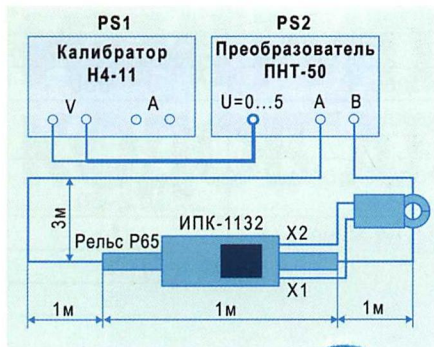 PS1
PS2
Калибратор
Н4-11
Преобразователь
ПНТ-50
V
A
U=0...5
A
B
3м
ИПК-1132
Рельс Р65
X2
X1
1м
1м
1м